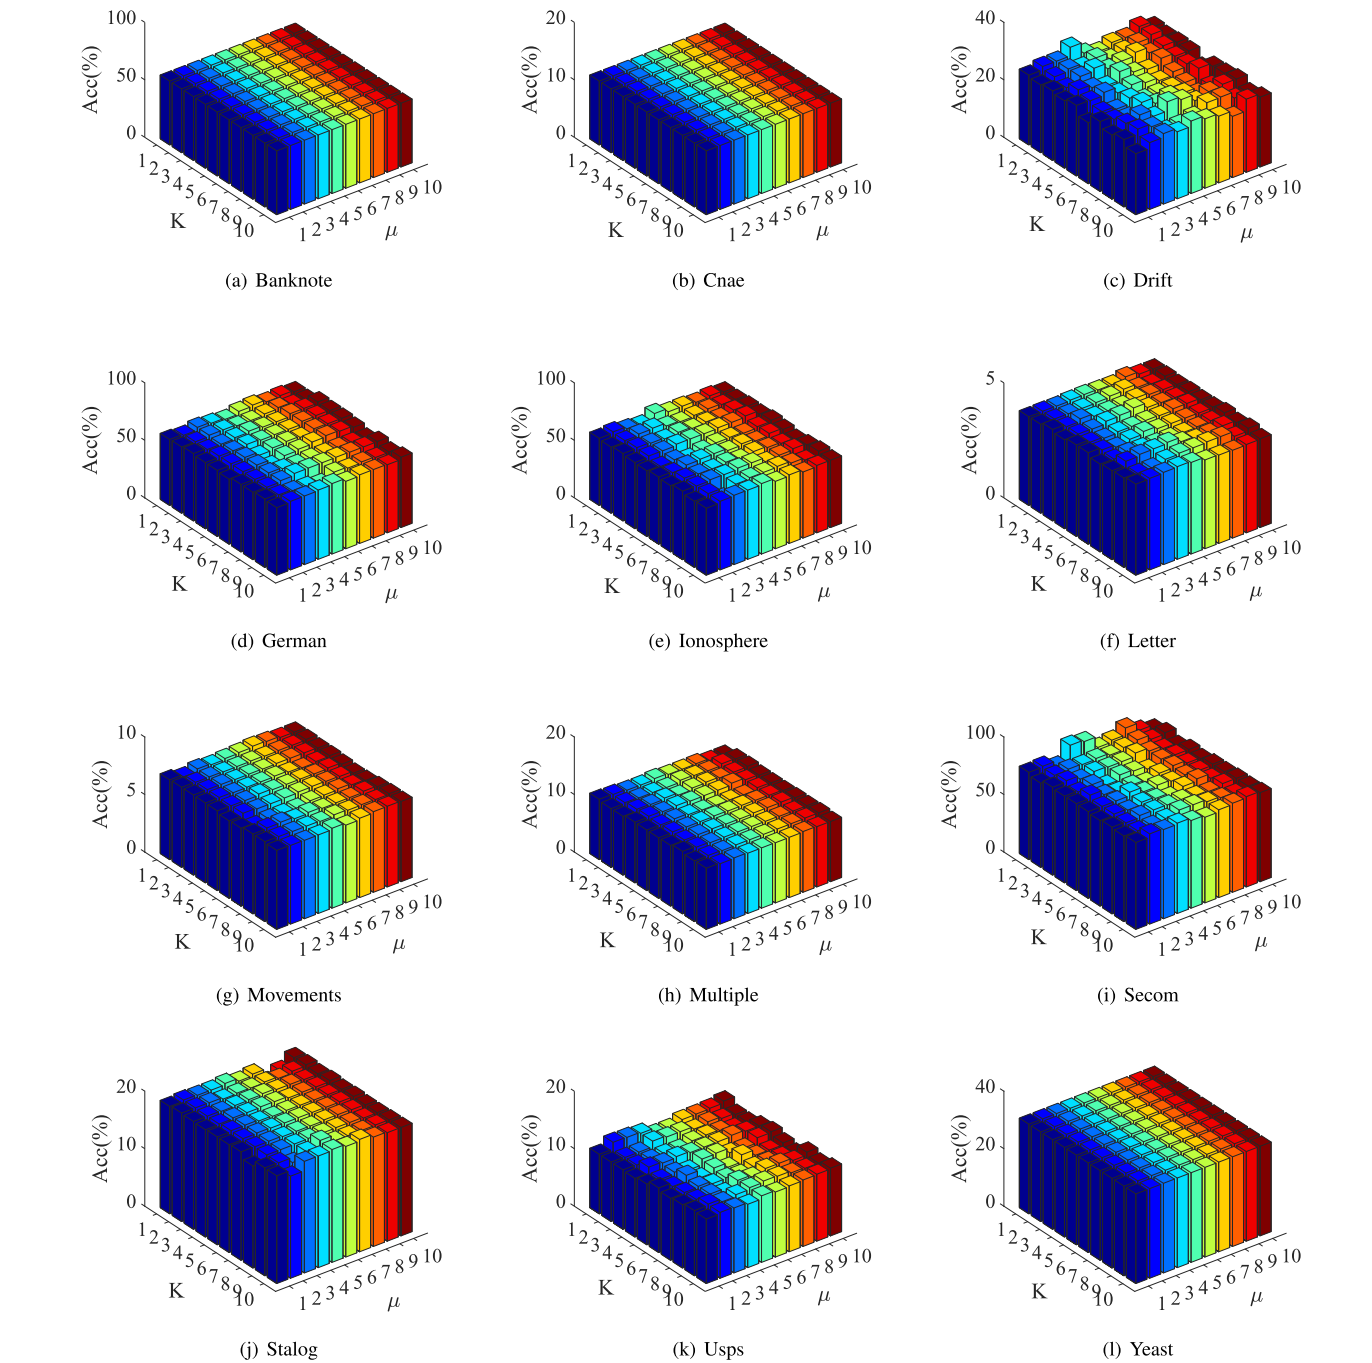 100
50
0
Acc(%)
1 2 3 4 5 6 7 8 9 10
K
1 2 3 4 5 6 7 8 9 10
μ
(a) Banknote
20
10
0
Acc(%)
1 2 3 4 5 6 7 8 9 10
K
1 2 3 4 5 6 7 8 9 10
μ
(b) Cnae
40
20
0
Acc(%)
1 2 3 4 5 6 7 8 9 10
K
1 2 3 4 5 6 7 8 9 10
μ
(c) Drift
100
50
0
Acc(%)
1 2 3 4 5 6 7 8 9 10
K
1 2 3 4 5 6 7 8 9 10
μ
(d) German
100
50
0
Acc(%)
1 2 3 4 5 6 7 8 9 10
K
1 2 3 4 5 6 7 8 9 10
μ
(e) Ionosphere
5
0
Acc(%)
1 2 3 4 5 6 7 8 9 10
K
1 2 3 4 5 6 7 8 9 10
μ
(f) Letter
10
5
0
Acc(%)
1 2 3 4 5 6 7 8 9 10
K
1 2 3 4 5 6 7 8 9 10
μ
(g) Movements
20
10
0
Acc(%)
1 2 3 4 5 6 7 8 9 10
K
1 2 3 4 5 6 7 8 9 10
μ
(h) Multiple
100
50
0
Acc(%)
1 2 3 4 5 6 7 8 9 10
K
1 2 3 4 5 6 7 8 9 10
μ
(i) Secom
20
10
0
Acc(%)
1 2 3 4 5 6 7 8 9 10
K
1 2 3 4 5 6 7 8 9 10
μ
(j) Stalog
20
10
0
Acc(%)
1 2 3 4 5 6 7 8 9 10
K
1 2 3 4 5 6 7 8 9 10
μ
(k) Usps
40
20
0
Acc(%)
1 2 3 4 5 6 7 8 9 10
K
1 2 3 4 5 6 7 8 9 10
μ
(l) Yeast